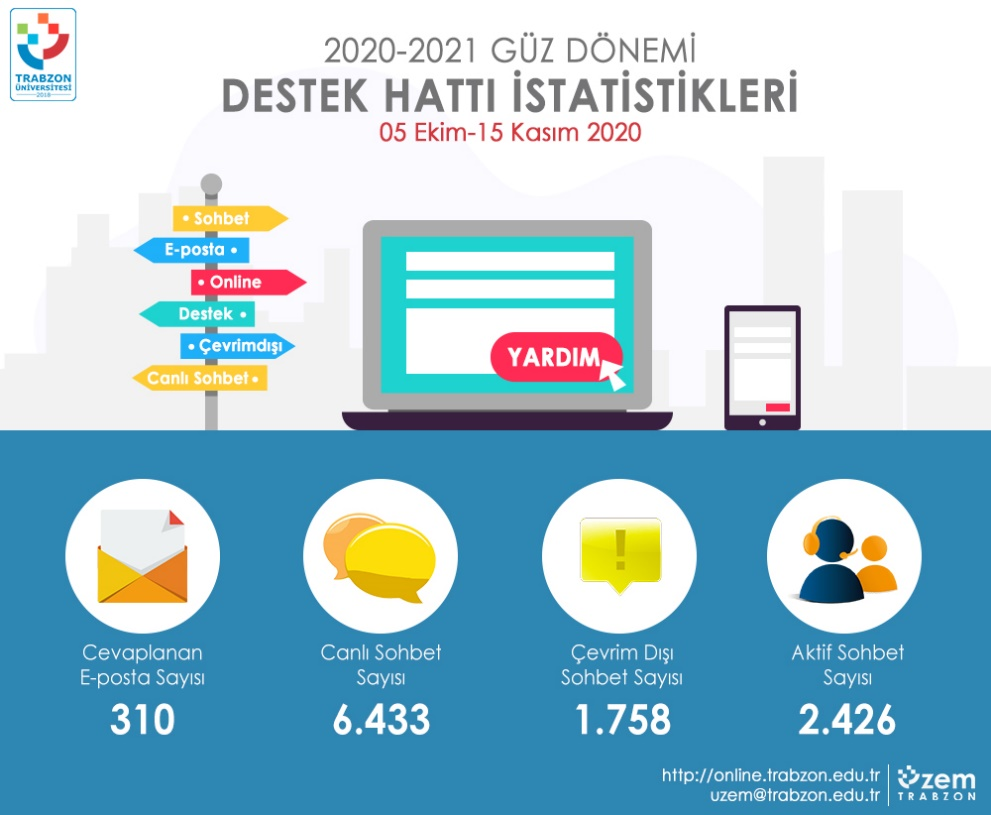 TRABZON
ÜNİVERSİTESİ
2018
2020-2021 GÜZ DÖNEMİ
DESTEK HATTI İSTATİSTİKLERİ
05 Ekim-15 Kasım 2020
• Sohbet
E-posta •
• Online
Destek •
• Çevrimdışı
Canlı Sohbet •
YARDIM
Cevaplanan
E-posta Sayısı
310
Canlı Sohbet
Sayısı
6.433
Çevrim Dışı
Sohbet Sayısı
1.758
Aktif Sohbet
Sayısı
2.426
http://online.trabzon.edu.tr
uzem@trabzon.edu.tr
üzem
TRABZON